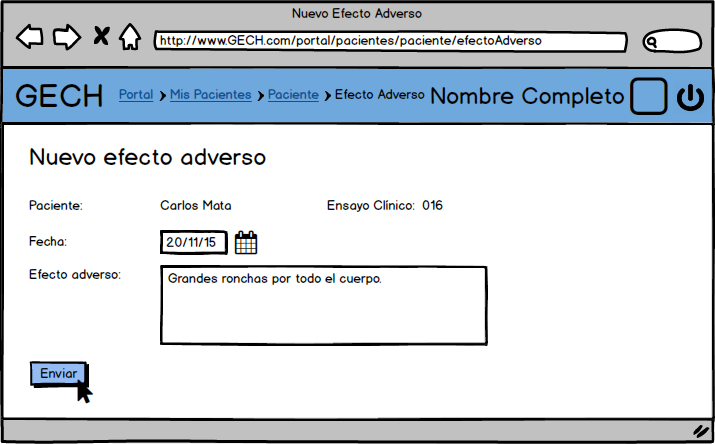 Nuevo Efecto Adverso
http://www.GECH.com/portal/pacientes/paciente/efectoAdverso
GECH Portal Mis Pacientes Paciente Efecto Adverso Nombre Completo
Nuevo efecto adverso
Paciente: Carlos Mata Ensayo Clínico: 016
Fecha: 20/11/15
Efecto adverso: Grandes ronchas por todo el cuerpo.
Enviar